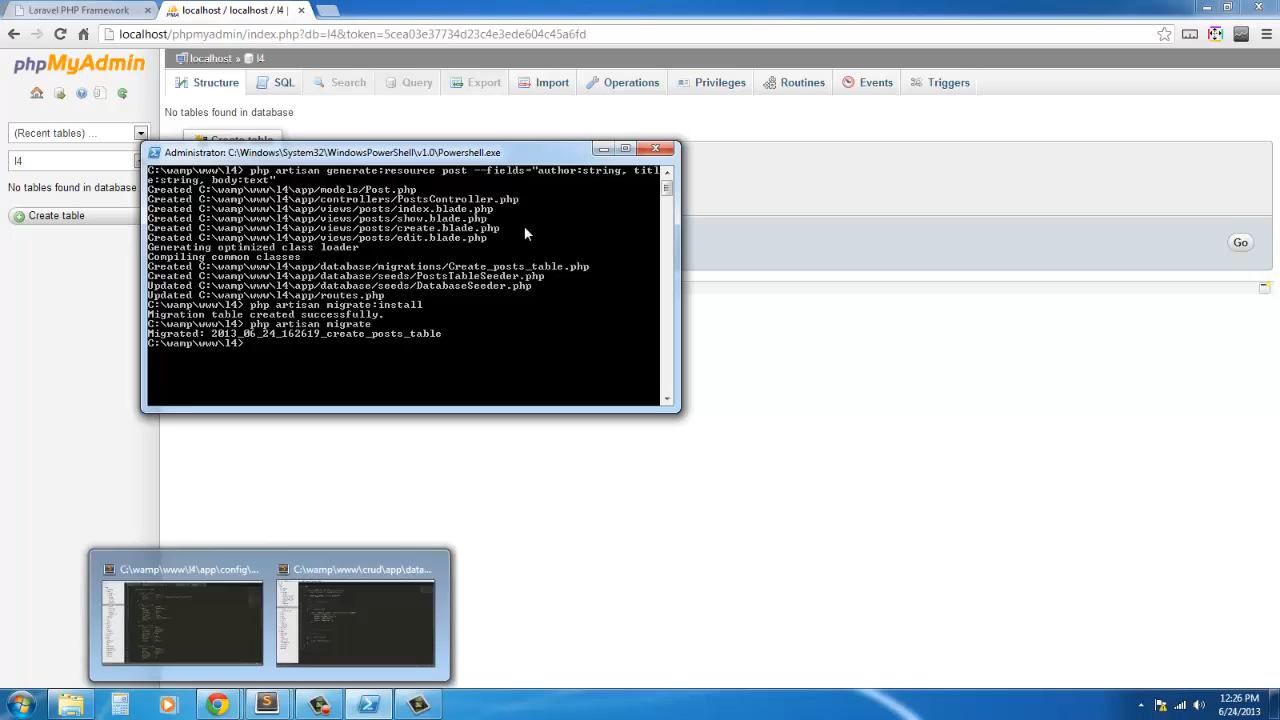 Laravel PHP Framework
localhost / localhost / l4 |
localhost/phpmyadmin/index.php?db=l4&token=5cea03e37734d23c4e3e6e604c45a6fd
phpMyAdmin
localhost » l4
Structure SQL Search Query Export Import Operations Privileges Routines Events Triggers
No tables found in database
(Recent tables) ...
Create table
l4
No tables found in database
Create table
Go
Administrator: C:\Windows\System32\WindowsPowerShell\v1.0\Powershell.exe
C:\wamp\www\l4> php artisan generate:resource post --fields="author:string, titl
e:string, body:text"
Created C:\wamp\www\l4\app/models/Post.php
Created C:\wamp\www\l4\app/controllers/PostsController.php
Created C:\wamp\www\l4\app/views/posts/index.blade.php
Created C:\wamp\www\l4\app/views/posts/show.blade.php
Created C:\wamp\www\l4\app/views/posts/create.blade.php
Created C:\wamp\www\l4\app/views/posts/edit.blade.php
Generating optimized class loader
Compiling common classes
Created C:\wamp\www\l4\app/database/migrations/Create_posts_table.php
Created C:\wamp\www\l4\app/database/seeds/PostsTableSeeder.php
Updated C:\wamp\www\l4\app/database/seeds/DatabaseSeeder.php
Updated C:\wamp\www\l4\app/routes.php
C:\wamp\www\l4> php artisan migrate:install
Migration table created successfully.
C:\wamp\www\l4> php artisan migrate
Migrated: 2013_06_24_162619_create_posts_table
C:\wamp\www\l4>
C:\wamp\www\l4\app\config\... C:\wamp\www\crud\app\data...
12:26 PM
6/24/2013